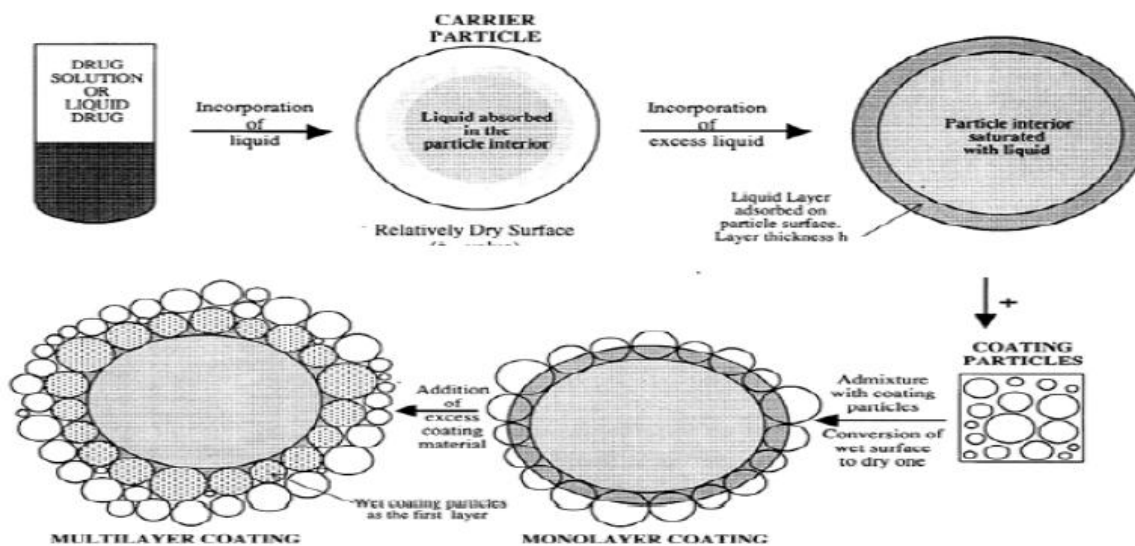 CARRIER
PARTICLE
DRUG
SOLUTION
OR
LIQUID
DRUG
Incorporation
of
liquid
Liquid absorbed
in the
particle interior
Incorporation
of
excess liquid
Particle interior
saturated
with liquid
Relatively Dry Surface
Liquid Layer
adsorbed on
particle surface.
Layer thickness h
+
COATING
PARTICLES
Admixture
with coating
particles
Conversion of
wet surface
to dry one
Addition
of
excess
coating
material
Wet coating particles
as the first layer
MULTILAYER COATING
MONOLAYER COATING